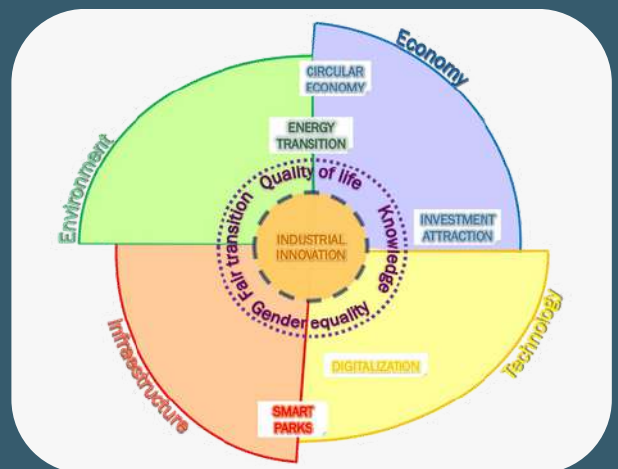 Economy
CIRCULAR
ECONOMY
ENERGY
TRANSITION
Environment
Quality of life
Fair transition
Knowledge
INVESTMENT
ATTRACTION
INDUSTRIAL
INNOVATION
Gender equality
Technology
DIGITALIZATION
Infraestructure
SMART
PARKS